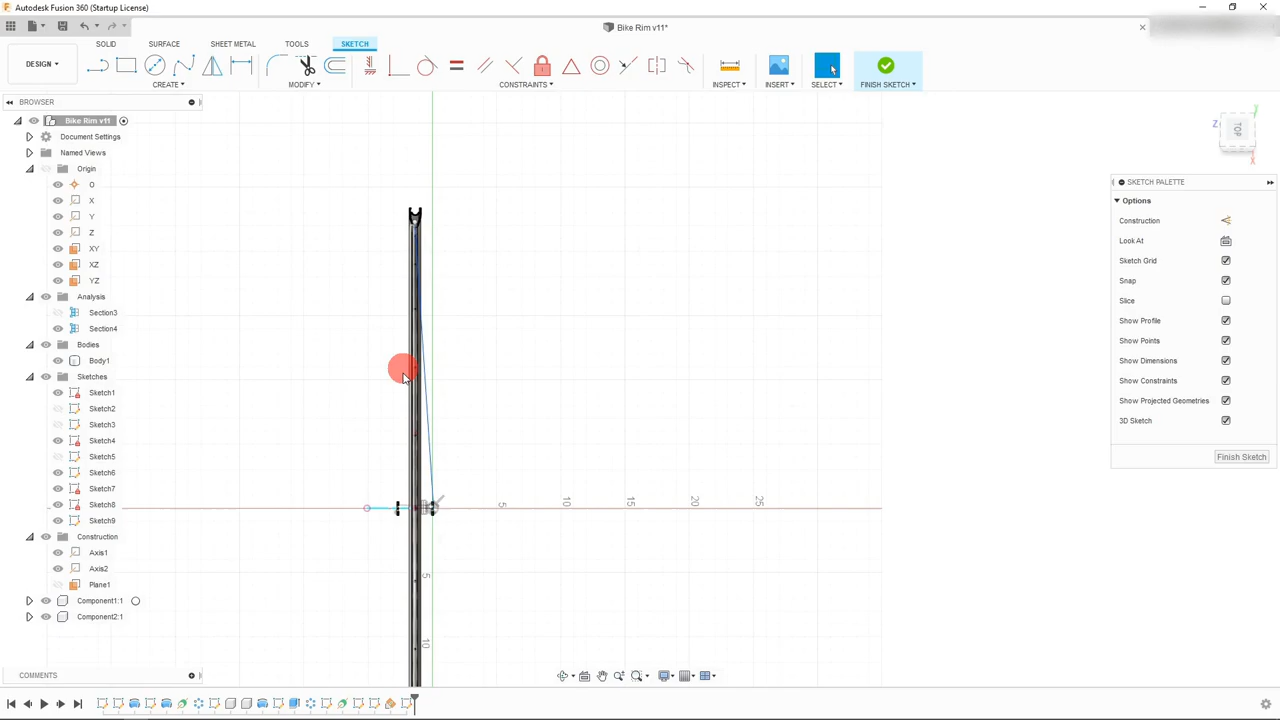 Autodesk Fusion 360 (Startup License)
Bike Rim v11*
SOLID SURFACE SHEET METAL TOOLS SKETCH
DESIGN
CREATE MODIFY CONSTRAINTS INSPECT INSERT SELECT FINISH SKETCH
BROWSER
Bike Rim v11
Document Settings
Named Views
Origin
O
X
Y
Z
XY
XZ
YZ
Analysis
Section3
Section4
Bodies
Body1
Sketches
Sketch1
Sketch2
Sketch3
Sketch4
Sketch5
Sketch6
Sketch7
Sketch8
Sketch9
Construction
Axis1
Axis2
Plane1
Component1:1
Component2:1
COMMENTS
5 10 15 20 25
5
10
Y
Z TOP
X
SKETCH PALETTE
Options
Construction
Look At
Sketch Grid
Snap
Slice
Show Profile
Show Points
Show Dimensions
Show Constraints
Show Projected Geometries
3D Sketch
Finish Sketch